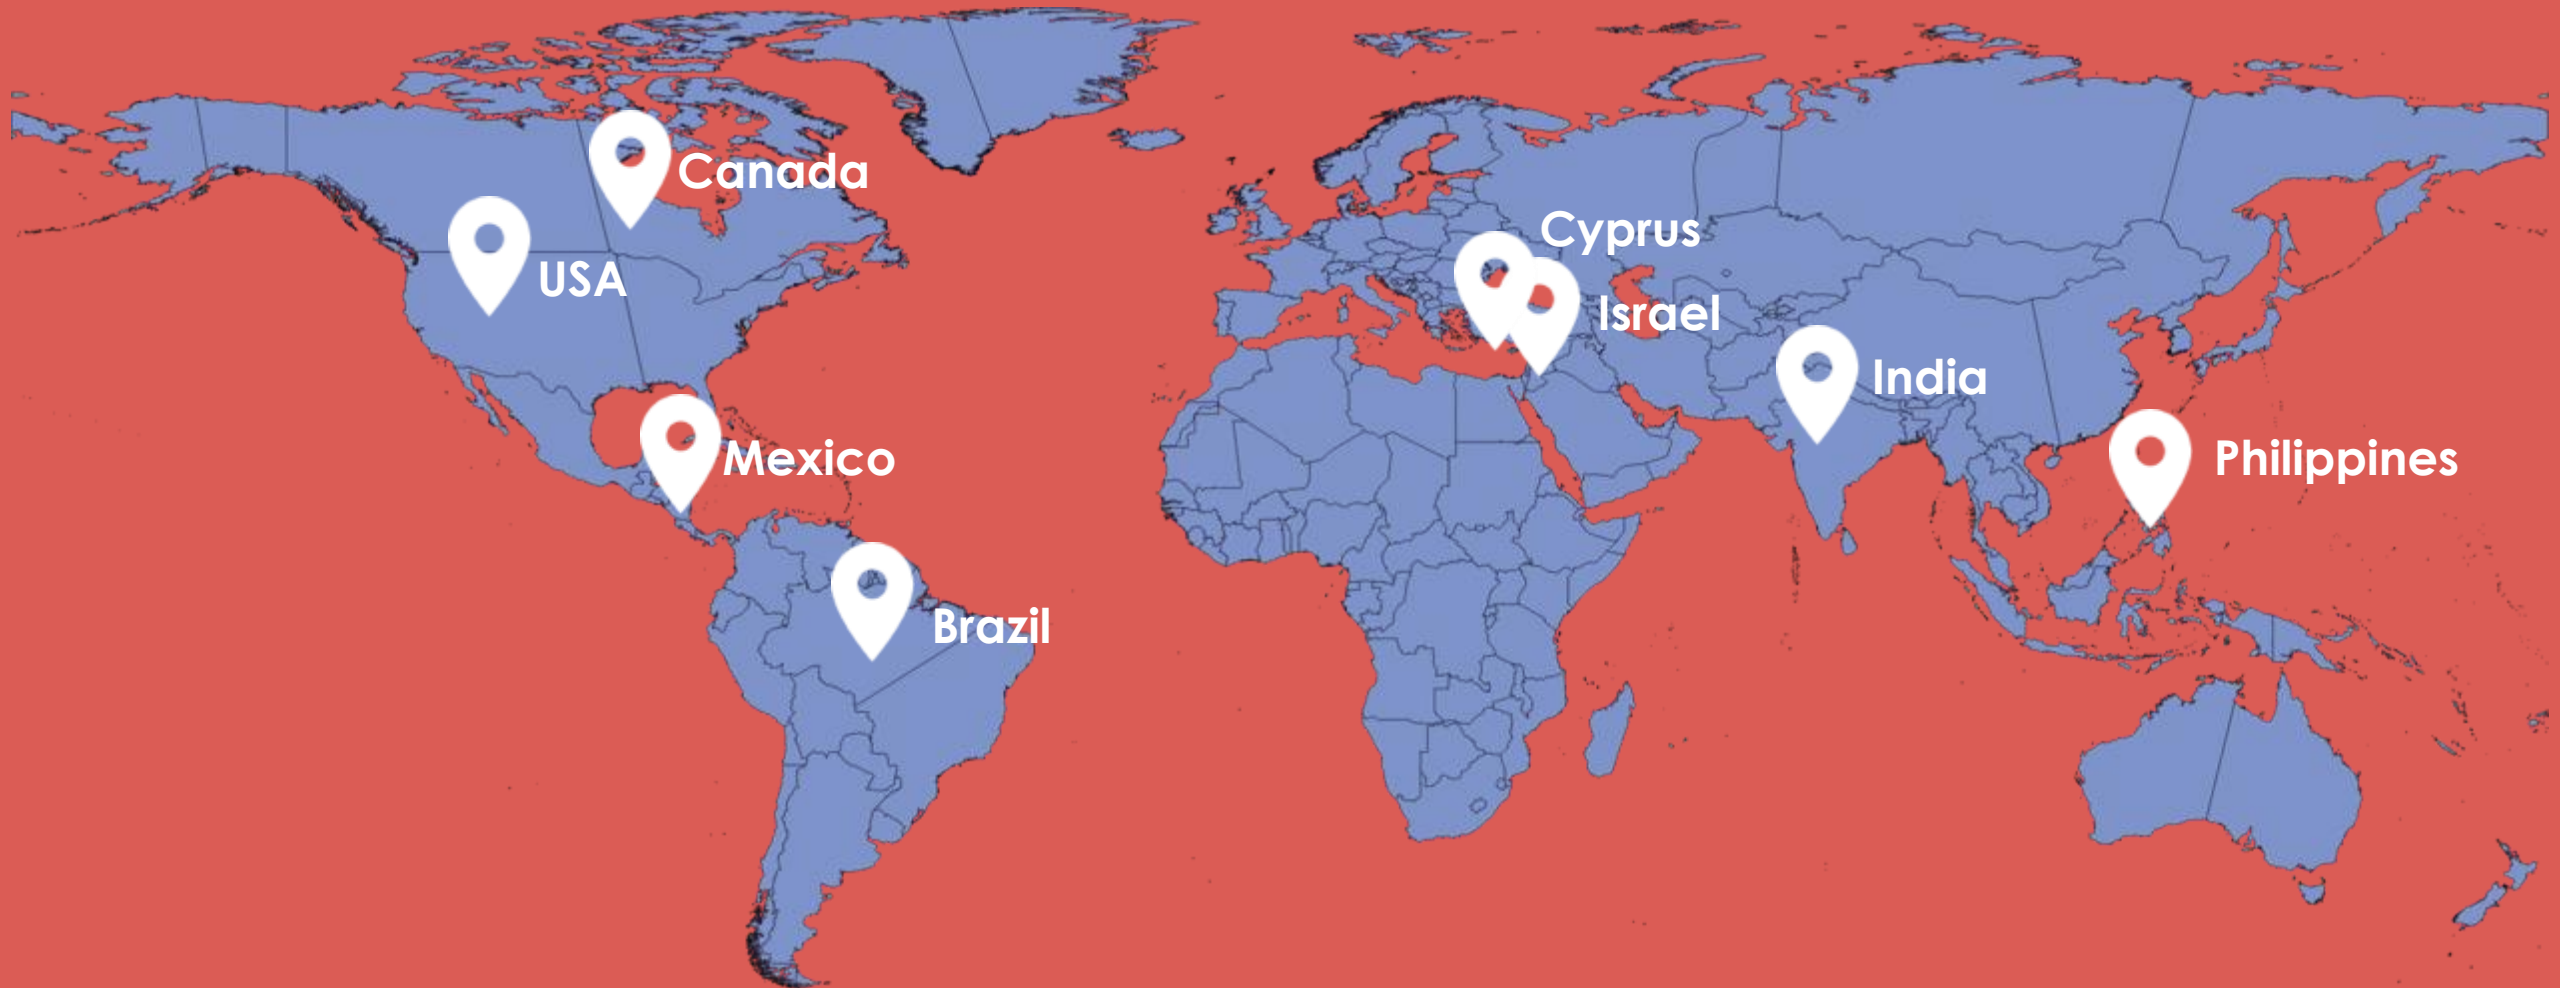 Canada
Cyprus
USA
Israel
India
Mexico
Philippines
Brazil